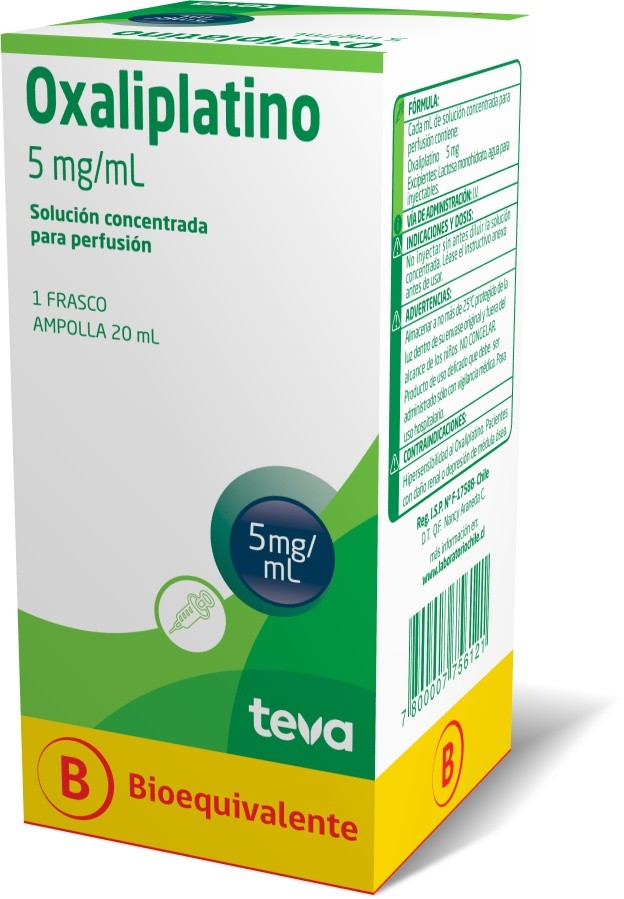 Oxaliplatino
5 mg/mL
Oxaliplatino
5 mg/mL
Solución concentrada
para perfusión
1 FRASCO
AMPOLLA 20 mL
5mg/
mL
teva
B Bioequivalente
FÓRMULA:
Cada mL de solución concentrada para
perfusión contiene:
Oxaliplatino 5 mg
Excipientes: Lactosa monohidrato, agua para
inyectables.
VÍA DE ADMINISTRACIÓN: I.V.
INDICACIONES Y DOSIS:
No inyectar sin antes diluir la solución
concentrada. Léase el instructivo anexo
antes de usar.
ADVERTENCIAS:
Almacenar a no más de 25°C protegido de la
luz dentro de su envase original y fuera del
alcance de los niños. NO CONGELAR.
Producto de uso delicado que debe ser
administrado sólo con vigilancia médica. Para
uso hospitalario.
CONTRAINDICACIONES:
Hipersensibilidad al Oxaliplatino. Pacientes
con daño renal o depresión de médula ósea.
Reg. I.S.P. N° F-17588- Chile
D.T. Q.F. Nancy Araneda C.
más información en:
www.laboratoriochile.cl
7 800007 756121
B